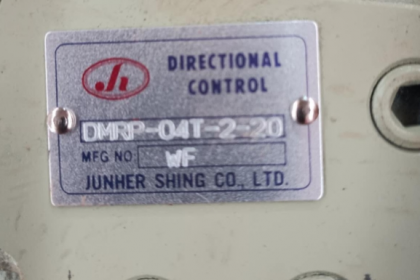 DIRECTIONAL
CONTROL
DMRP-04T-2-20
MFG NO WF
JUNHER SHING CO., LTD.